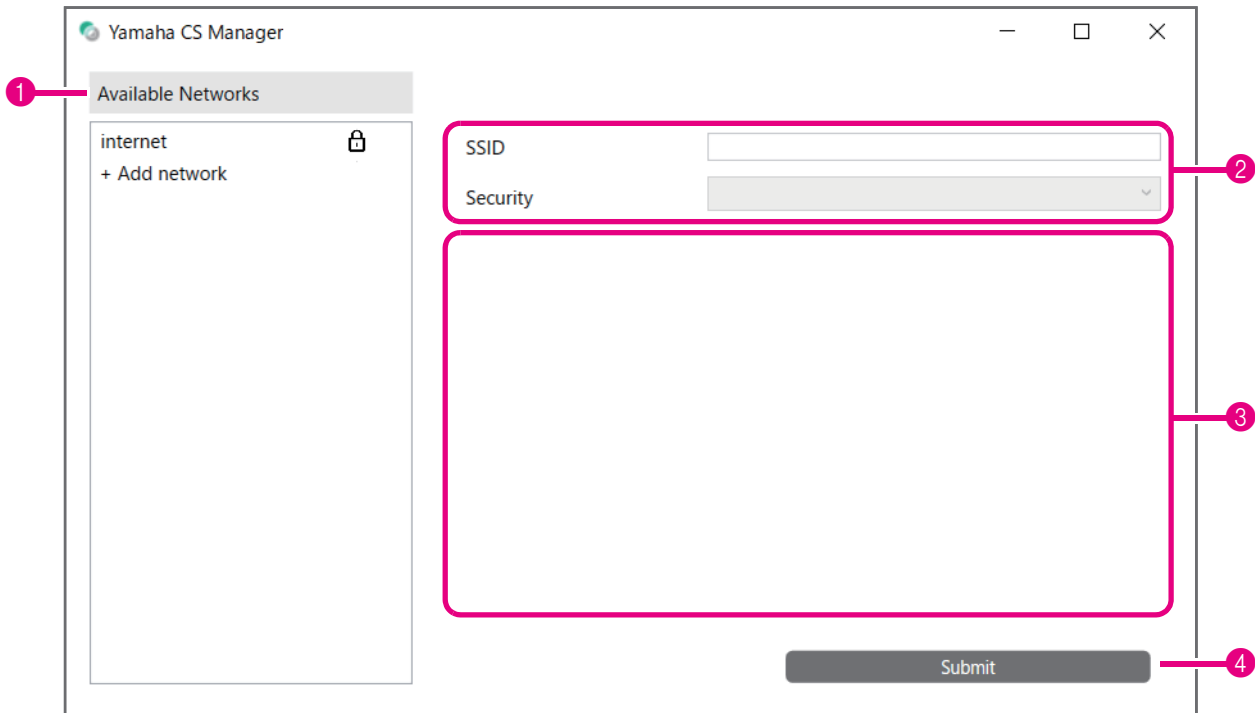 Yamaha CS Manager
1
Available Networks
internet
+ Add network
SSID
Security
2
3
Submit
4